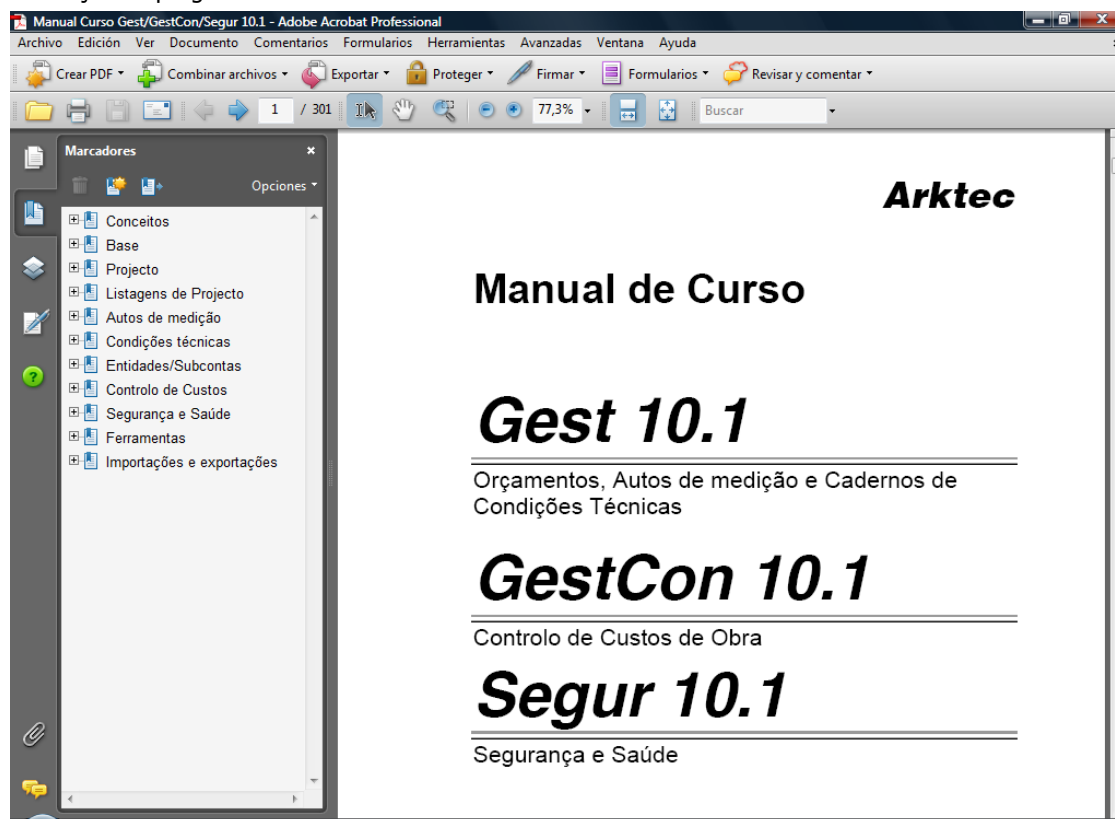 Manual Curso Gest/GestCon/Segur 10.1 - Adobe Acrobat Professional
Archivo Edición Ver Documento Comentarios Formularios Herramientas Avanzadas Ventana Ayuda
Crear PDF Combinar archivos Exportar Proteger Firmar Formularios Revisar y comentar
1 / 301 77,3% Buscar
Marcadores
Opciones
Conceitos
Base
Projecto
Listagens de Projecto
Autos de medição
Condições técnicas
Entidades/Subcontas
Controlo de Custos
Segurança e Saúde
Ferramentas
Importações e exportações
Arktec
Manual de Curso
Gest 10.1
Orçamentos, Autos de medição e Cadernos de
Condições Técnicas
GestCon 10.1
Controlo de Custos de Obra
Segur 10.1
Segurança e Saúde